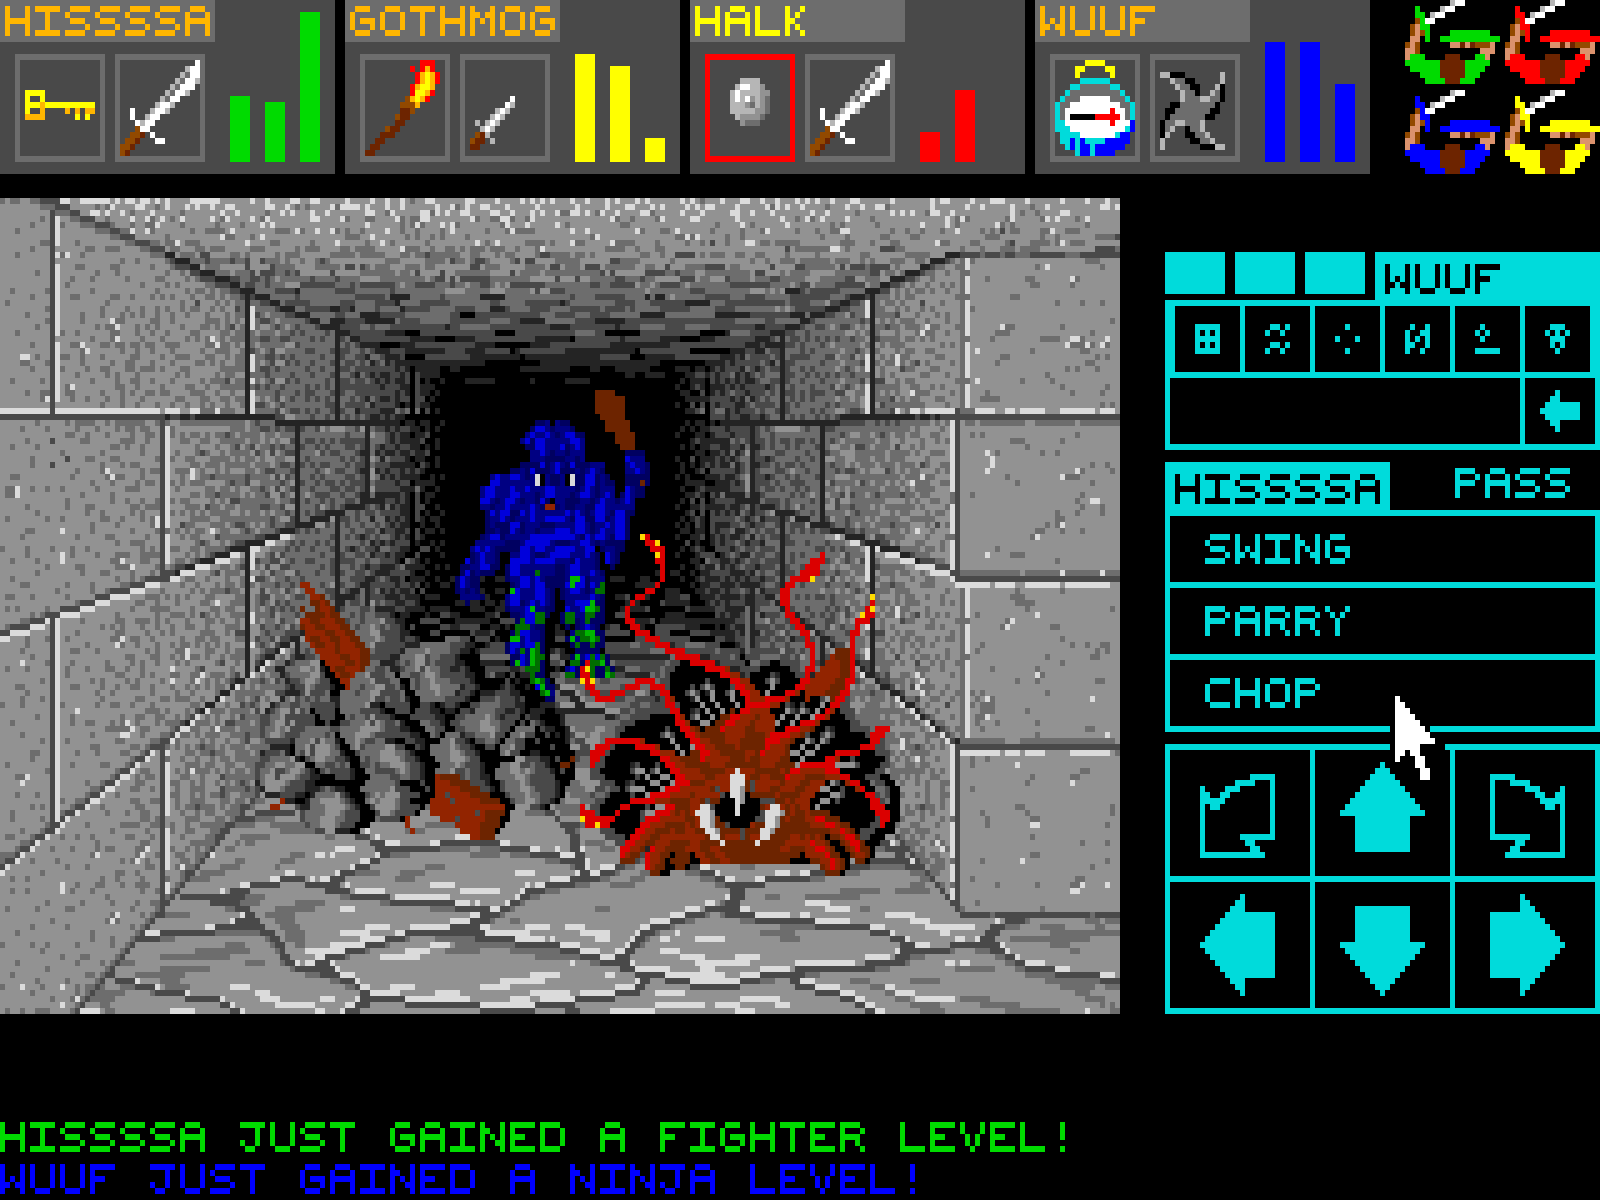 HISSSSA GOTHMOG HALK WUUF
WUUF
HISSSSA PASS
SWING
PARRY
CHOP
HISSSSA JUST GAINED A FIGHTER LEVEL!
WUUF JUST GAINED A NINJA LEVEL!